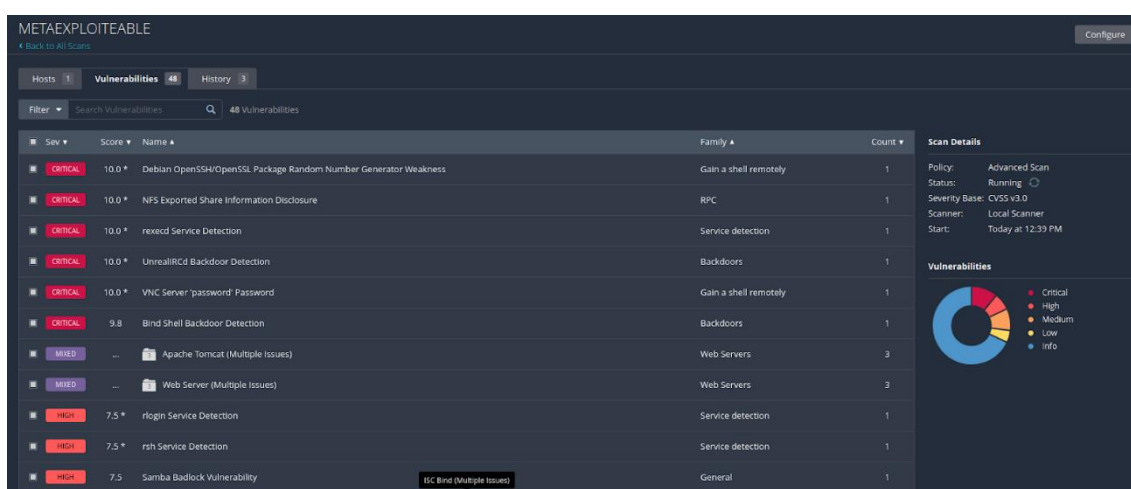 METAEXPLOITEABLE
Back to All Scans
Configure
Hosts 1 Vulnerabilities 48 History 3
Filter Search Vulnerabilities 48 Vulnerabilities
Sev Score Name Family Count
CRITICAL 10.0 * Debian OpenSSH/OpenSSL Package Random Number Generator Weakness Gain a shell remotely 1
CRITICAL 10.0 * NFS Exported Share Information Disclosure RPC 1
CRITICAL 10.0 * rexecd Service Detection Service detection 1
CRITICAL 10.0 * UnrealIRCd Backdoor Detection Backdoors 1
CRITICAL 10.0 * VNC Server 'password' Password Gain a shell remotely 1
CRITICAL 9.8 Bind Shell Backdoor Detection Backdoors 1
MIXED ... 3 Apache Tomcat (Multiple Issues) Web Servers 3
MIXED ... 3 Web Server (Multiple Issues) Web Servers 3
HIGH 7.5 * rlogin Service Detection Service detection 1
HIGH 7.5 * rsh Service Detection Service detection 1
HIGH 7.5 Samba Badlock Vulnerability General 1
ISC Bind (Multiple Issues)
Scan Details
Policy: Advanced Scan
Status: Running
Severity Base: CVSS v3.0
Scanner: Local Scanner
Start: Today at 12:39 PM
Vulnerabilities
Critical
High
Medium
Low
Info